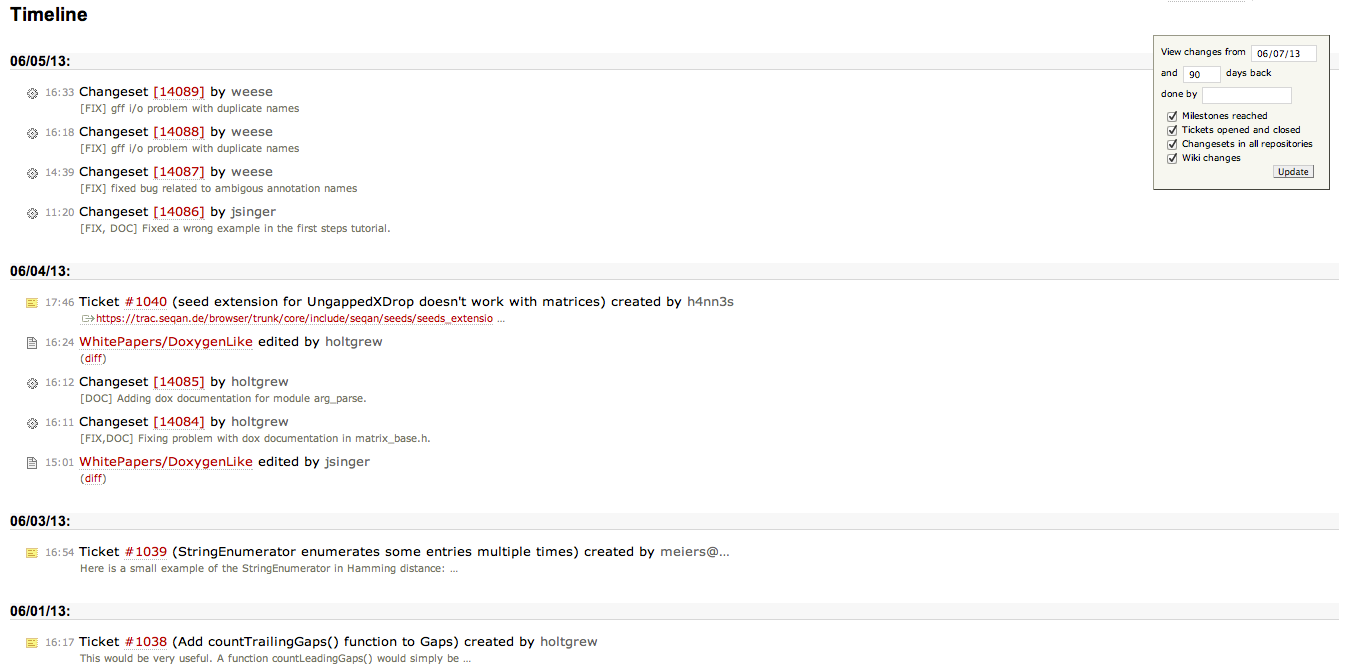 Timeline
View changes from 06/07/13
and 90 days back
done by
Milestones reached
Tickets opened and closed
Changesets in all repositories
Wiki changes
Update
06/05/13:
16:33 Changeset [14089] by weese
[FIX] gff i/o problem with duplicate names
16:18 Changeset [14088] by weese
[FIX] gff i/o problem with duplicate names
14:39 Changeset [14087] by weese
[FIX] fixed bug related to ambigous annotation names
11:20 Changeset [14086] by jsinger
[FIX, DOC] Fixed a wrong example in the first steps tutorial.
06/04/13:
17:46 Ticket #1040 (seed extension for UngappedXDrop doesn't work with matrices) created by h4nn3s
https://trac.seqan.de/browser/trunk/core/include/seqan/seeds/seeds_extensio ...
16:24 WhitePapers/DoxygenLike edited by holtgrew
(diff)
16:12 Changeset [14085] by holtgrew
[DOC] Adding dox documentation for module arg_parse.
16:11 Changeset [14084] by holtgrew
[FIX,DOC] Fixing problem with dox documentation in matrix_base.h.
15:01 WhitePapers/DoxygenLike edited by jsinger
(diff)
06/03/13:
16:54 Ticket #1039 (StringEnumerator enumerates some entries multiple times) created by meiers@...
Here is a small example of the StringEnumerator in Hamming distance: ...
06/01/13:
16:17 Ticket #1038 (Add countTrailingGaps() function to Gaps) created by holtgrew
This would be very useful. A function countLeadingGaps() would simply be ...